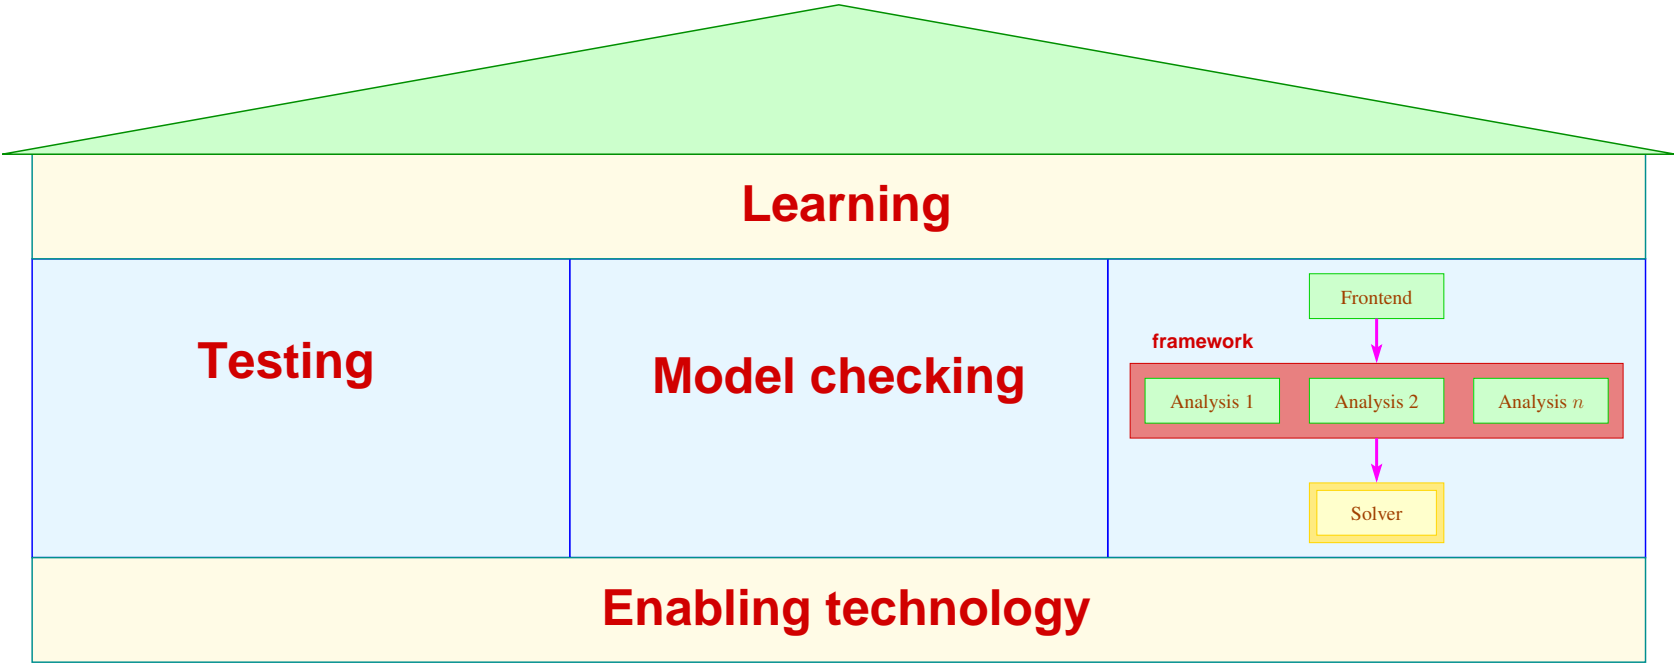 Learning
Testing
Model checking
Frontend
framework
Analysis 1
Analysis 2
Analysis n
Solver
Enabling technology